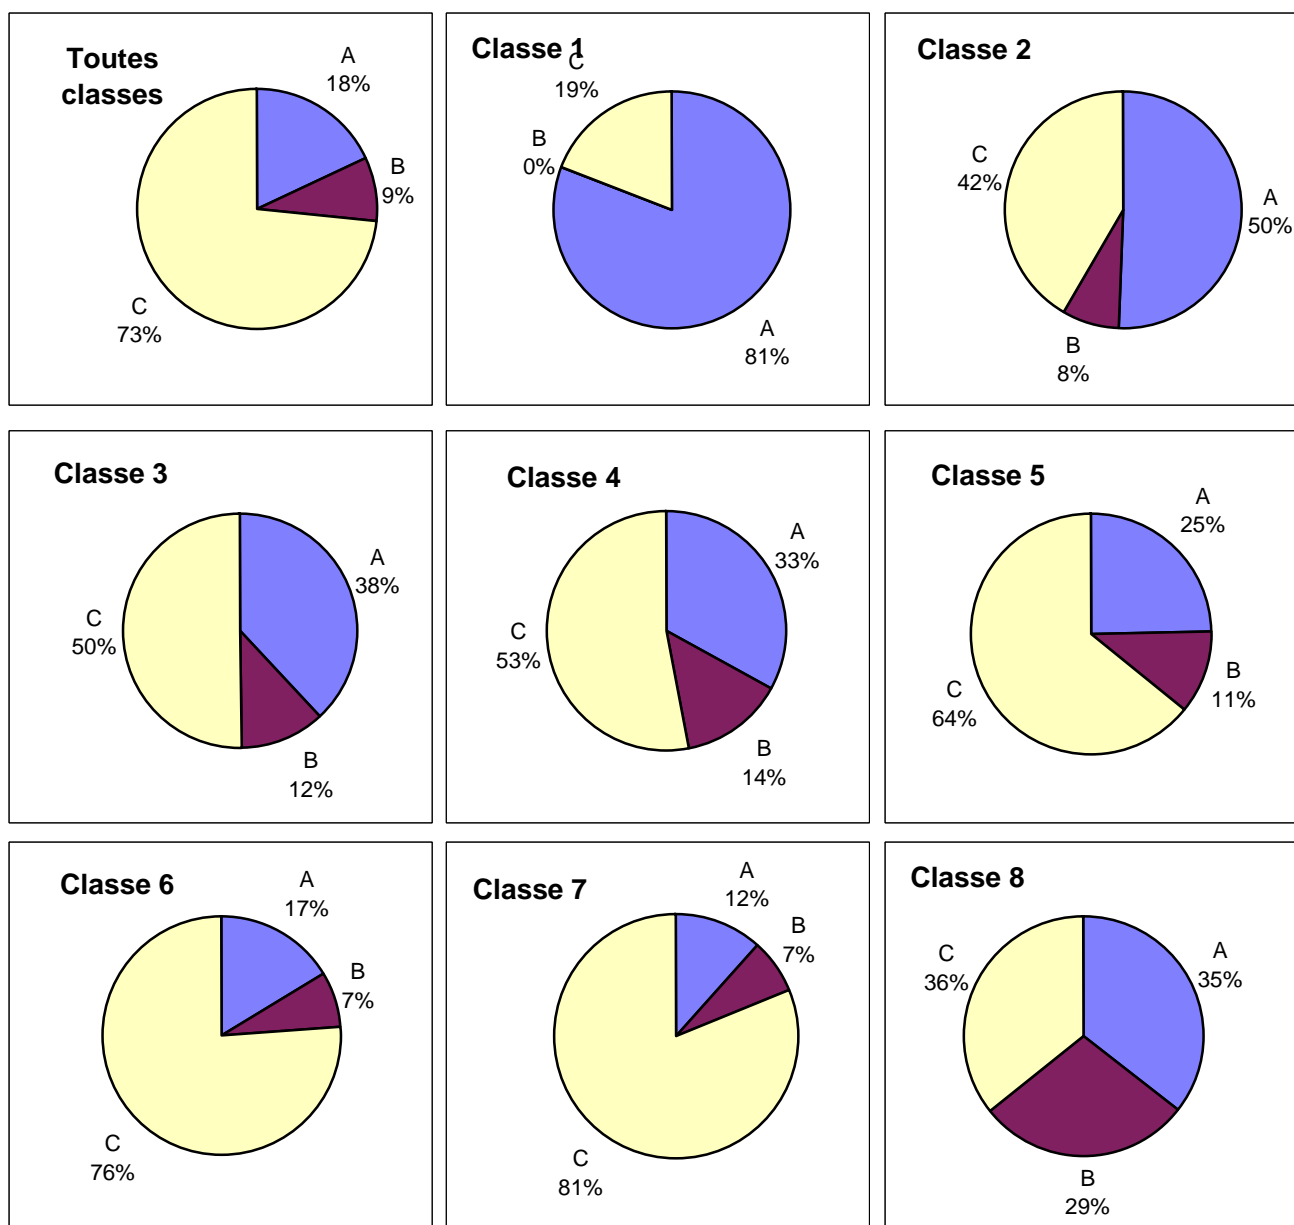 Toutes
classes
A
18%
B
9%
C
73%
Classe 1
C
19%
B
0%
A
81%
Classe 2
C
42%
A
50%
B
8%
Classe 3
A
38%
C
50%
B
12%
Classe 4
A
33%
C
53%
B
14%
Classe 5
A
25%
B
11%
C
64%
Classe 6
A
17%
B
7%
C
76%
Classe 7
A
12%
B
7%
C
81%
Classe 8
C
36%
A
35%
B
29%